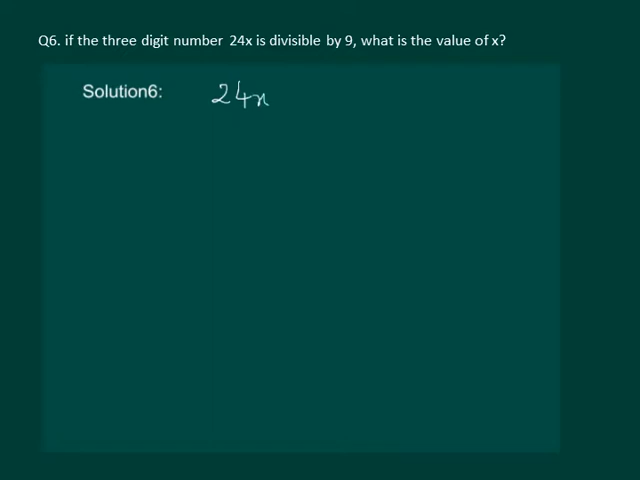 Q6. if the three digit number 24x is divisible by 9, what is the value of x?
Solution6: 24x